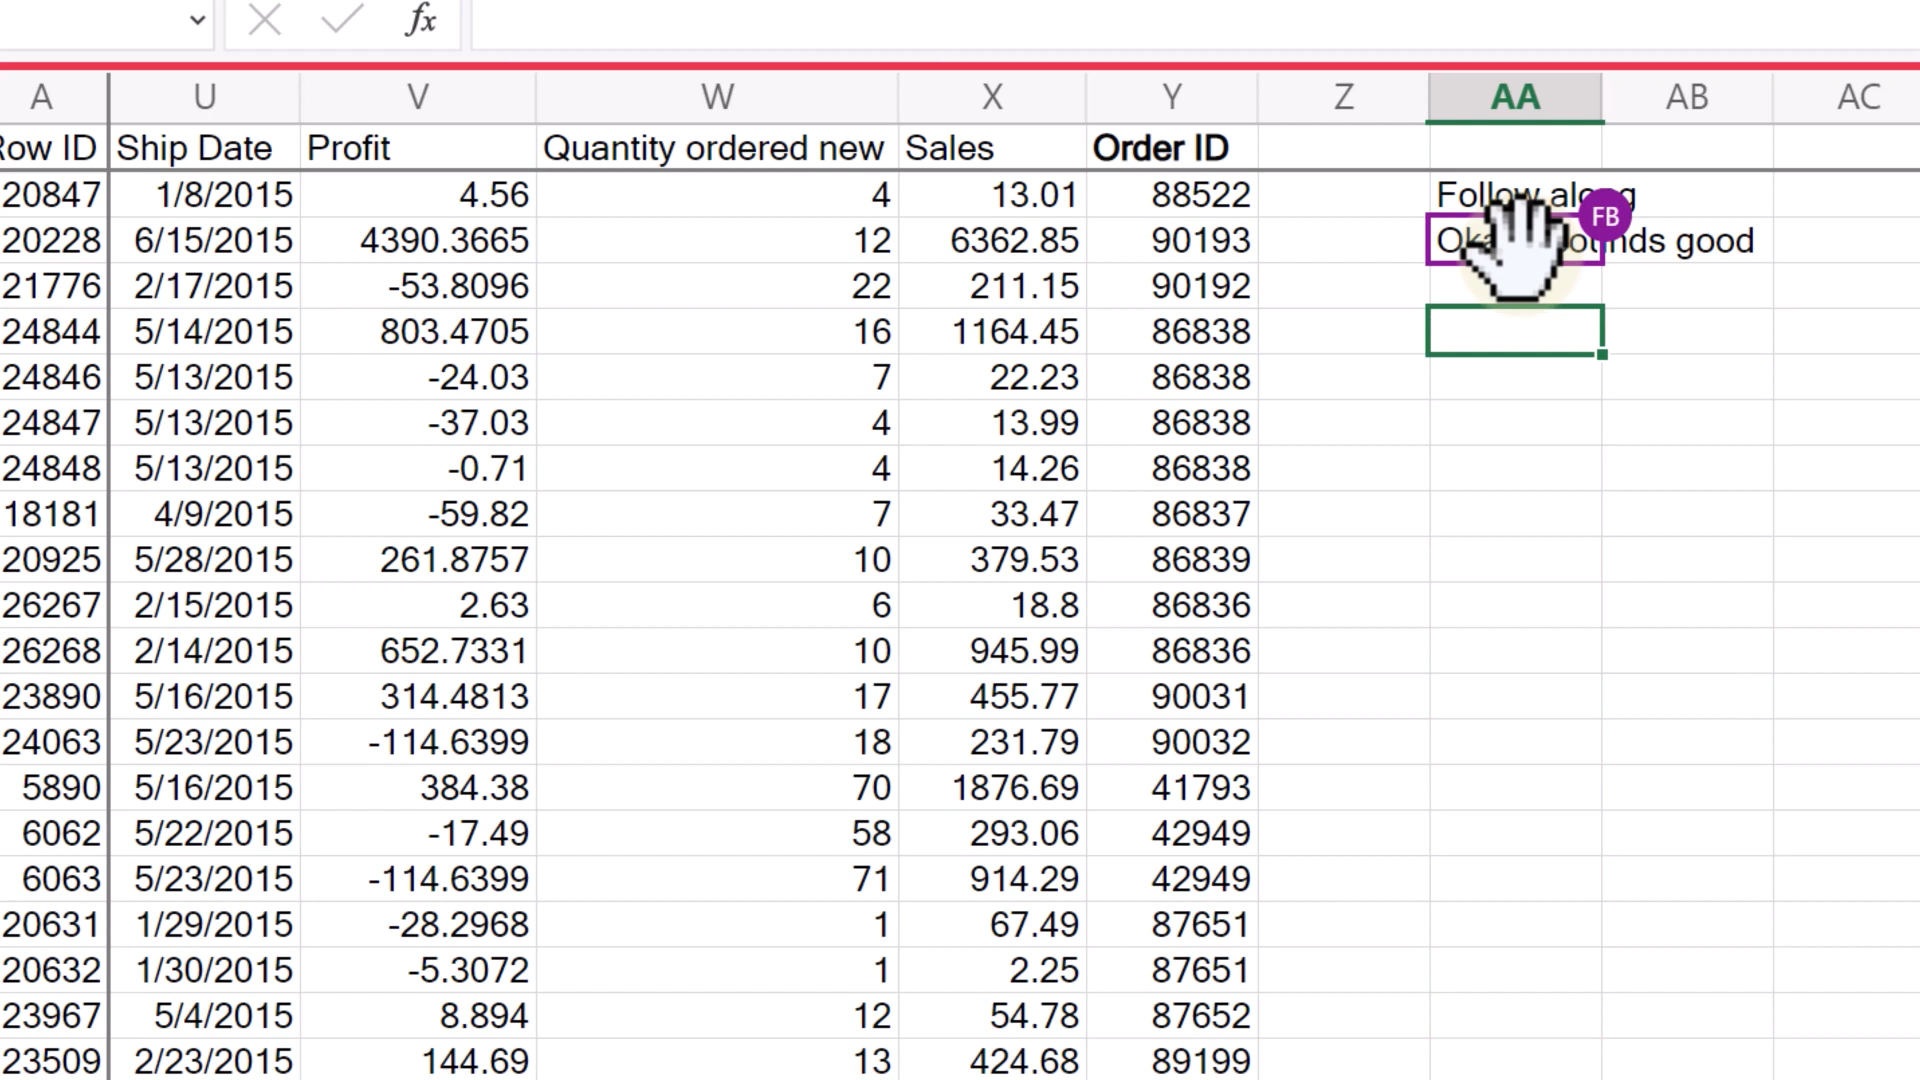 fx
A U V W X Y Z AA AB AC
Row ID Ship Date Profit Quantity ordered new Sales Order ID
20847 1/8/2015 4.56 4 13.01 88522 Follow along
FB
20228 6/15/2015 4390.3665 12 6362.85 90193 sounds good
21776 2/17/2015 -53.8096 22 211.15 90192
24844 5/14/2015 803.4705 16 1164.45 86838
24846 5/13/2015 -24.03 7 22.23 86838
24847 5/13/2015 -37.03 4 13.99 86838
24848 5/13/2015 -0.71 4 14.26 86838
18181 4/9/2015 -59.82 7 33.47 86837
20925 5/28/2015 261.8757 10 379.53 86839
26267 2/15/2015 2.63 6 18.8 86836
26268 2/14/2015 652.7331 10 945.99 86836
23890 5/16/2015 314.4813 17 455.77 90031
24063 5/23/2015 -114.6399 18 231.79 90032
5890 5/16/2015 384.38 70 1876.69 41793
6062 5/22/2015 -17.49 58 293.06 42949
6063 5/23/2015 -114.6399 71 914.29 42949
20631 1/29/2015 -28.2968 1 67.49 87651
20632 1/30/2015 -5.3072 1 2.25 87651
23967 5/4/2015 8.894 12 54.78 87652
23509 2/23/2015 144.69 13 424.68 89199